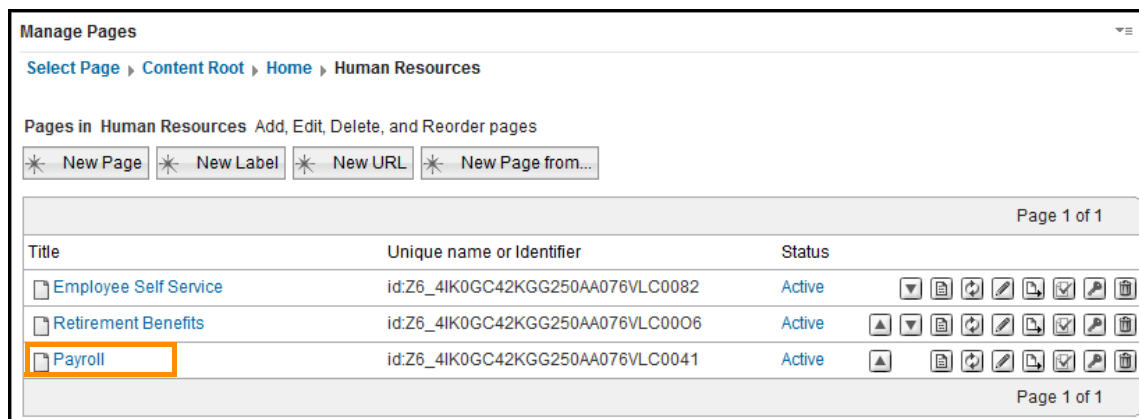 Manage Pages
Select Page Content Root Home Human Resources
Pages in Human Resources Add, Edit, Delete, and Reorder pages
New Page New Label New URL New Page from...
Page 1 of 1
Title Unique name or Identifier Status
Employee Self Service id:Z6_4IK0GC42KGG250AA076VLC0082 Active
Retirement Benefits id:Z6_4IK0GC42KGG250AA076VLC00O6 Active
Payroll id:Z6_4IK0GC42KGG250AA076VLC0041 Active
Page 1 of 1